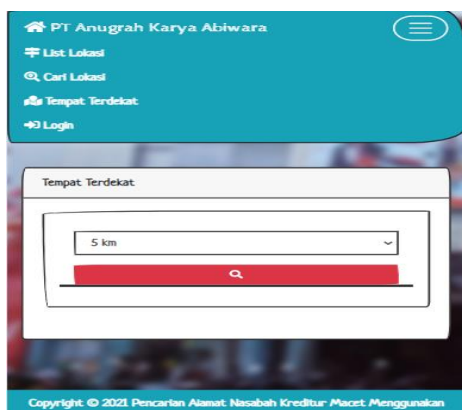 PT Anugrah Karya Abiwara
List Lokasi
Cari Lokasi
Tempat Terdekat
Login
Tempat Terdekat
5 km
Copyright © 2021 Pencarian Alamat Nasabah Kreditur Macet Menggunakan